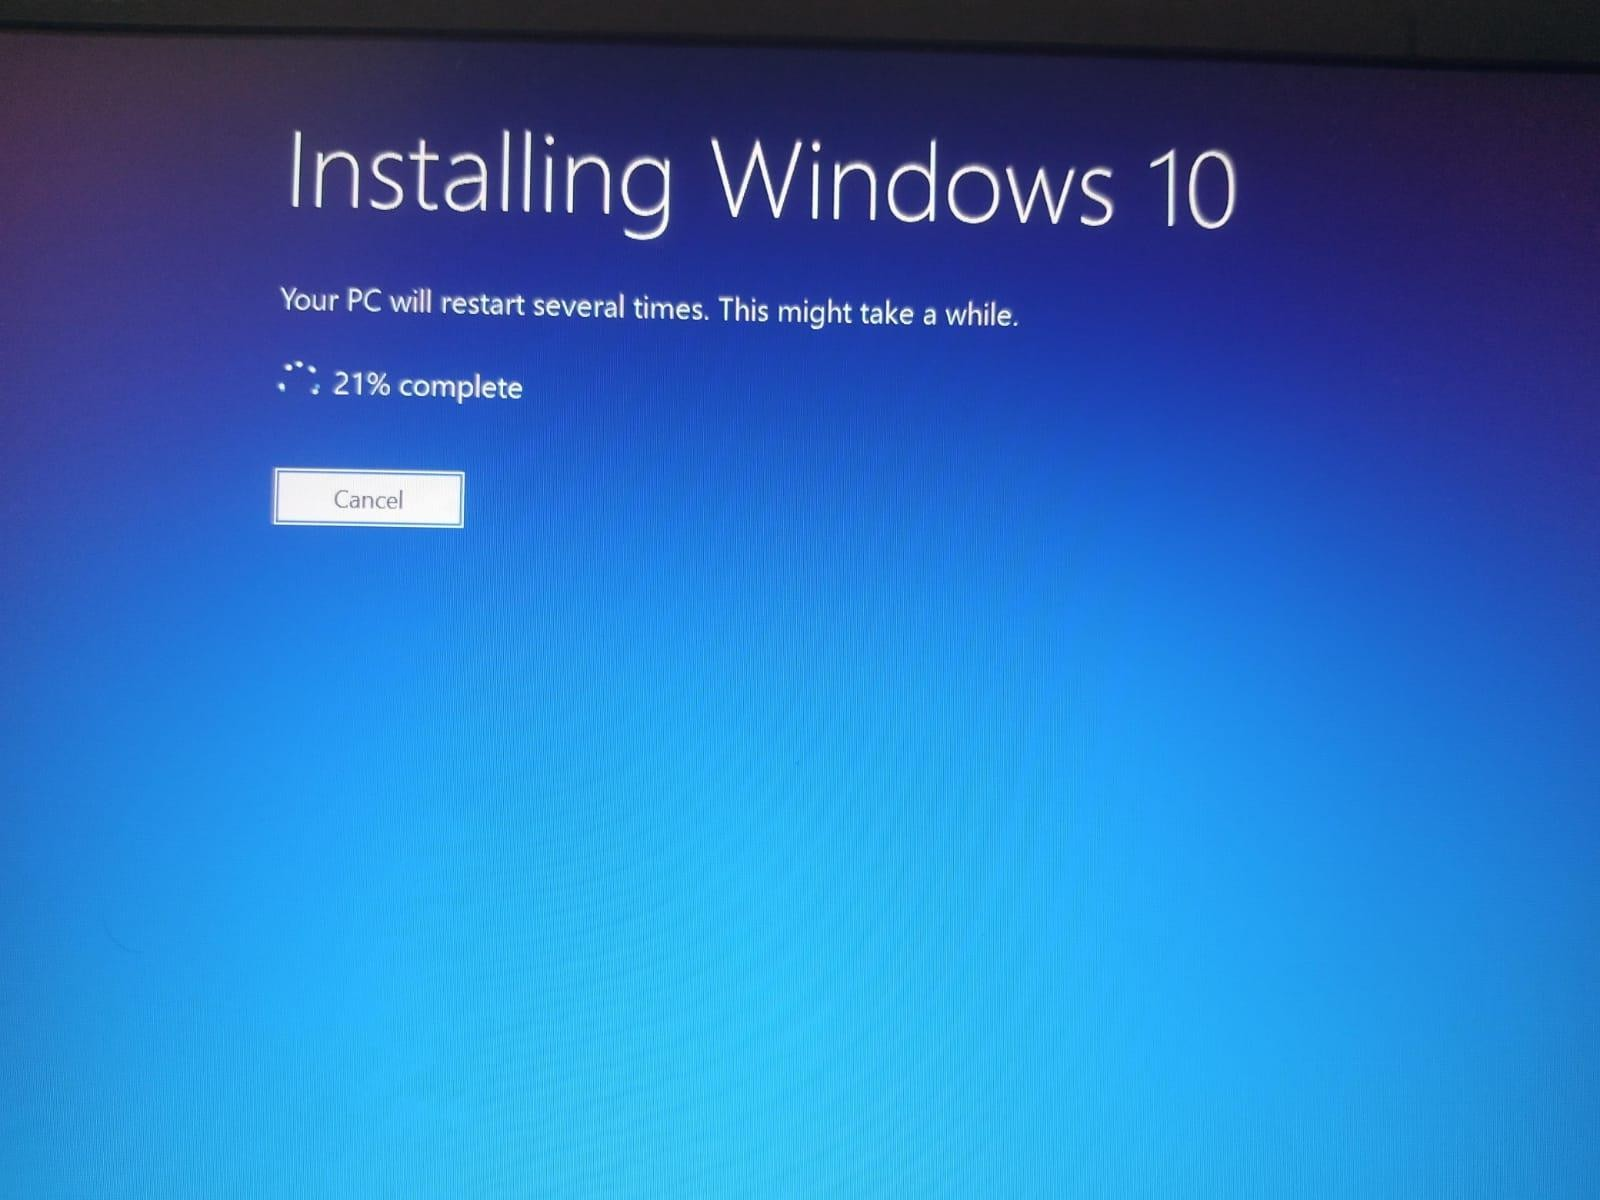 Installing Windows 10
Your PC will restart several times. This might take a while.
21% complete
Cancel